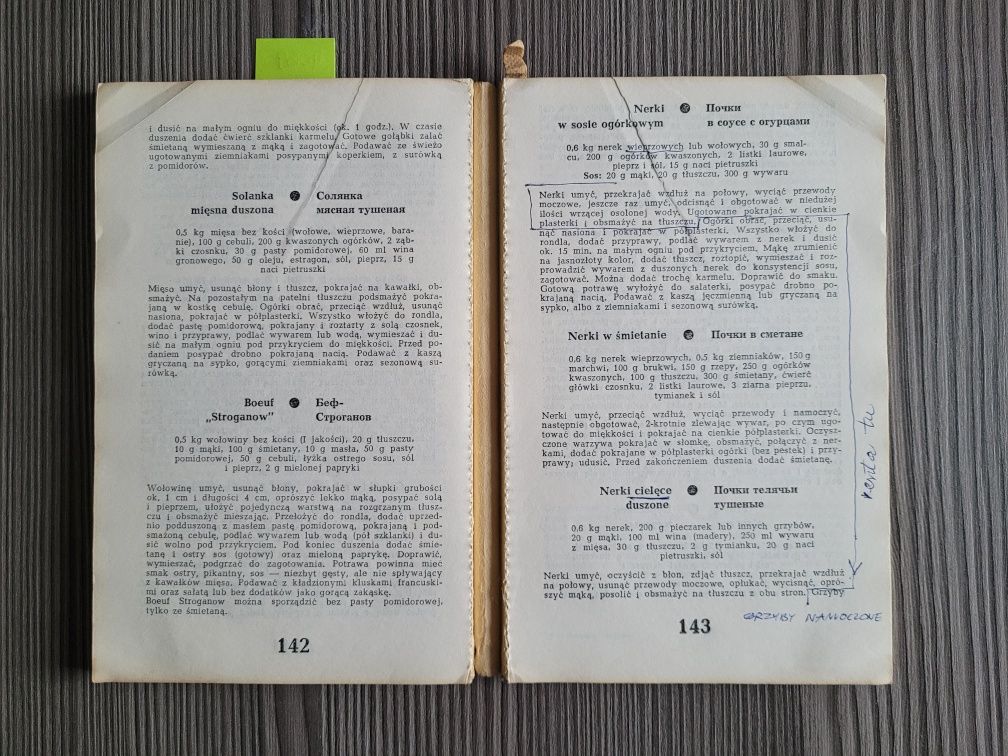 i dusić na małym ogniu do miękkości (ok. 1 godz.). W czasie
duszenia dodać ćwierć szklanki karmelu. Gotowe gołąbki zalać
śmietaną wymieszaną z mąką i zagotować. Podawać ze świeżo
ugotowanymi ziemniakami posypanymi koperkiem, z surówką
z pomidorów.
Solanka Солянка
mięsna duszona мясная тушеная
0,5 kg mięsa bez kości (wołowe, wieprzowe, bara-
nie), 100 g cebuli, 200 g kwaszonych ogórków, 2 ząb-
ki czosnku, 30 g pasty pomidorowej, 60 ml wina
gronowego, 50 g oleju, estragon, sól, pieprz, 15 g
naci pietruszki
Mięso umyć, usunąć błony i tłuszcz, pokrajać na kawałki, ob-
smażyć. Na pozostałym na patelni tłuszczu podsmażyć pokra-
janą w kostkę cebulę. Ogórki obrać, przeciąć wzdłuż, usunąć
nasiona, pokrajać w półplasterki. Wszystko włożyć do rondla,
dodać pastę pomidorową, pokrajany i roztarty z solą czosnek,
wino i przyprawy, podlać wywarem lub wodą, wymieszać i du-
sić na małym ogniu pod przykryciem do miękkości. Przed po-
daniem posypać drobno pokrajaną nacią. Podawać z kaszą
gryczaną na sypko, gorącymi ziemniakami oraz sezonową su-
rówką.
Boeuf Беф-
„Stroganow" Строганов
0,5 kg wołowiny bez kości (I jakości), 20 g tłuszczu,
10 g mąki, 100 g śmietany, 10 g masła, 50 g pasty
pomidorowej, 50 g cebuli, łyżka ostrego sosu, sól
i pieprz, 2 g mielonej papryki
Wołowinę umyć, usunąć błony, pokrajać w słupki grubości
ok. 1 cm i długości 4 cm, oprószyć lekko mąką, posypać solą
i pieprzem, ułożyć pojedynczą warstwą na rozgrzanym tłusz-
czu i obsmażyć mieszając. Przełożyć do rondla, dodać uprzed-
nio podduszoną z masłem pastę pomidorową, pokrajaną i pod-
smażoną cebulę, podlać wywarem lub wodą (pół szklanki) i du-
sić wolno pod przykryciem. Pod koniec duszenia dodać śmie-
tanę i ostry sos (gotowy) oraz mieloną paprykę. Doprawić,
wymieszać, podgrzać do zagotowania. Potrawa powinna mieć
smak ostry, pikantny, sos — niezbyt gęsty, ale nie spływający
z kawałków mięsa. Podawać z kładzionymi kluskami francuski-
mi oraz sałatą lub bez dodatków jako gorącą zakąskę.
Boeuf Stroganow można sporządzić bez pasty pomidorowej,
tylko ze śmietaną.
142
Nerki Почки
w sosie ogórkowym в соусе с огурцами
0,6 kg nerek wieprzowych lub wołowych, 30 g smal-
cu, 200 g ogórków kwaszonych, 2 listki laurowe,
pieprz i sól, 15 g naci pietruszki
Sos: 20 g mąki, 20 g tłuszczu, 300 g wywaru
Nerki umyć, przekrajać wzdłuż na połowy, wyciąć przewody
moczowe, jeszcze raz umyć, odcisnąć i obgotować w niedużej
ilości wrzącej osolonej wody. Ugotowane pokrajać w cienkie
plasterki i obsmażyć na tłuszczu. Ogórki obrać, przeciąć, usu-
nąć nasiona i pokrajać w półplasterki. Wszystko włożyć do
rondla, dodać przyprawy, podlać wywarem z nerek i dusić
ok. 15 min. na małym ogniu pod przykryciem. Mąkę zrumienić
na jasnozłoty kolor, dodać tłuszcz, roztopić, wymieszać i roz-
prowadzić wywarem z duszonych nerek do konsystencji sosu,
zagotować. Można dodać trochę karmelu. Doprawić do smaku.
Gotową potrawę wyłożyć do salaterki, posypać drobno po-
krajaną nacią. Podawać z kaszą jęczmienną lub gryczaną na
sypko, albo z ziemniakami i sezonową surówką.
Nerki w śmietanie Почки в сметане
0,6 kg nerek wieprzowych, 0,5 kg ziemniaków, 150 g
marchwi, 100 g brukwi, 150 g rzepy, 250 g ogórków
kwaszonych, 100 g tłuszczu, 300 g śmietany, ćwierć
główki czosnku, 2 listki laurowe, 3 ziarna pieprzu,
tymianek i sól
Nerki umyć, przeciąć wzdłuż, wyciąć przewody i namoczyć,
następnie obgotować, 2-krotnie zlewając wywar, po czym ugo-
tować do miękkości i pokrajać na cienkie półplasterki. Oczysz-
czone warzywa pokrajać w słomkę, obsmażyć, połączyć z ner-
kami, dodać pokrajane w półplasterki ogórki (bez pestek) i przy-
prawy; udusić. Przed zakończeniem duszenia dodać śmietanę.
reszta tu
Nerki cielęce Почки телячьи
duszone тушеные
0,6 kg nerek, 200 g pieczarek lub innych grzybów,
20 g mąki, 100 ml wina (madery), 250 ml wywaru
z mięsa, 30 g tłuszczu, 2 g tymianku, 20 g naci
pietruszki, sól
Nerki umyć, oczyścić z błon, zdjąć tłuszcz, przekrajać wzdłuż
na połowy, usunąć przewody moczowe, opłukać, wycisnąć, opró-
szyć mąką, posolić i obsmażyć na tłuszczu z obu stron. Grzyby
GRZYBY NAMOCZONE
143